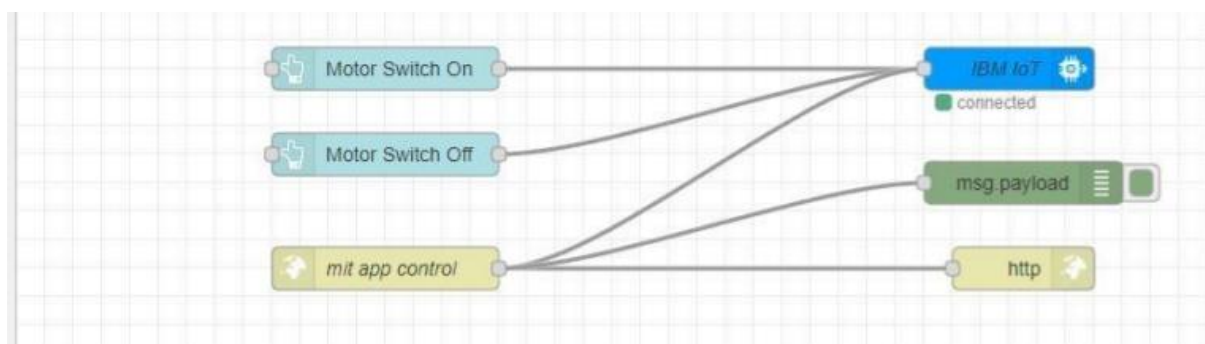 Motor Switch On
IBM IoT
connected
Motor Switch Off
msg.payload
mit app control
http